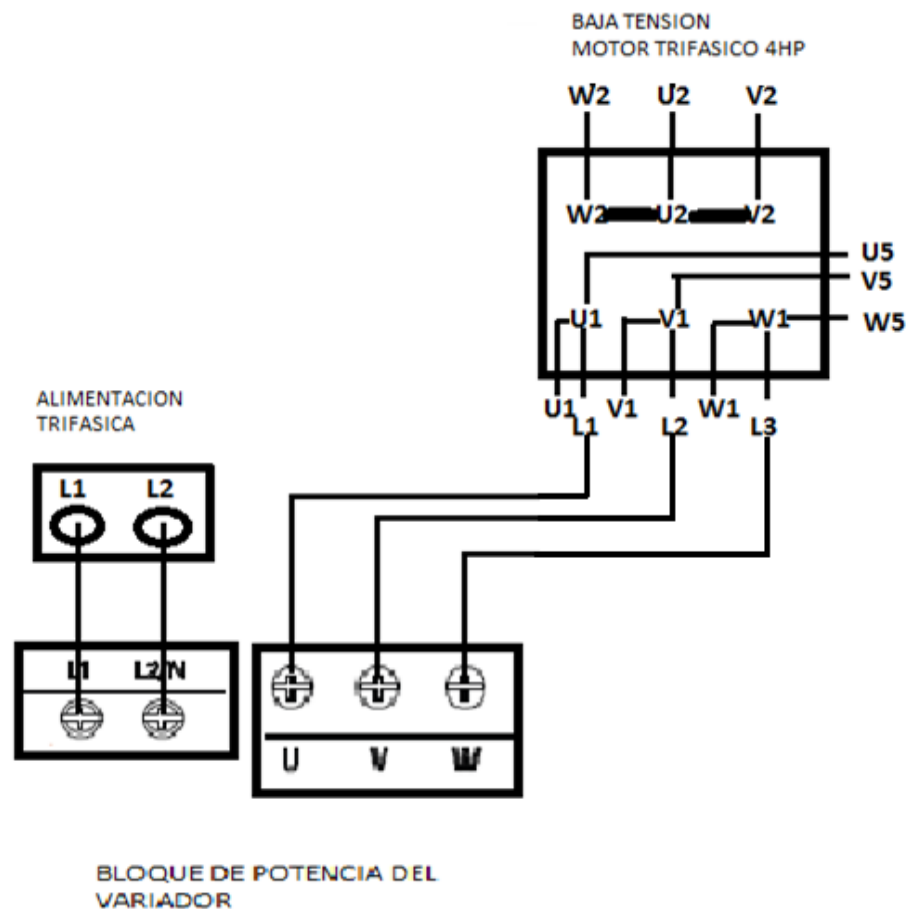 BAJA TENSION
MOTOR TRIFASICO 4HP
W2 U2 V2
W2 U2 V2
U5
V5
U1 V1 W1 W5
U1 V1 W1
L1 L2 L3
ALIMENTACION
TRIFASICA
L1 L2
L1 L2/N
U V W
BLOQUE DE POTENCIA DEL
VARIADOR